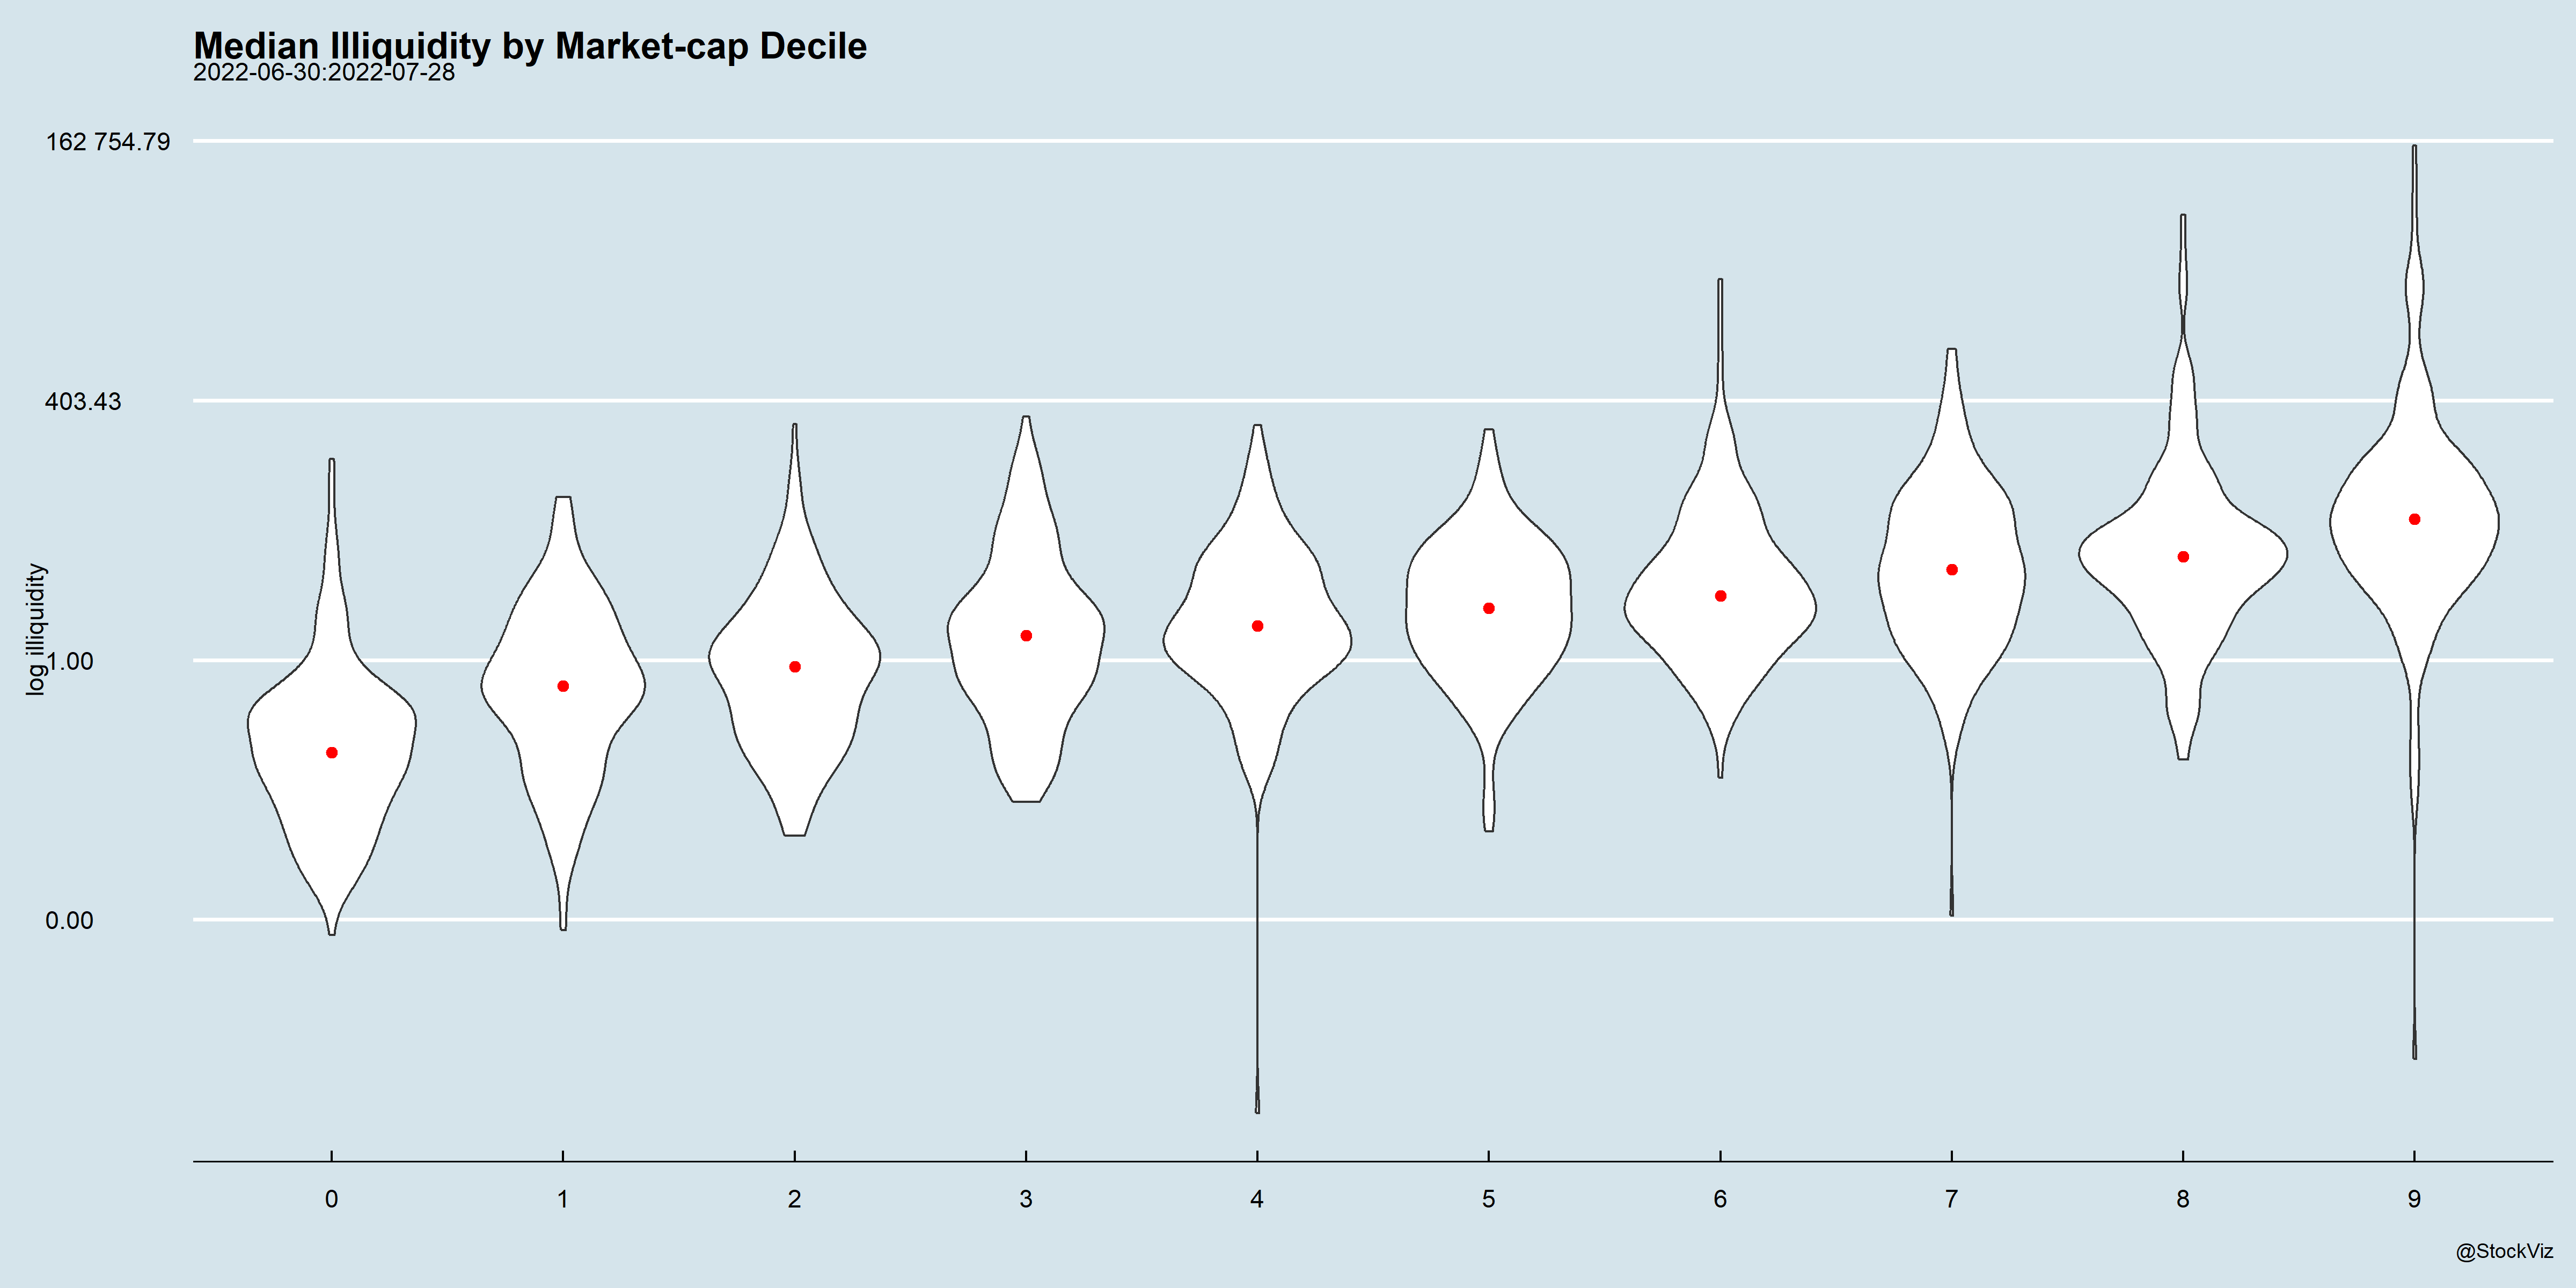 Median Illiquidity by Market-cap Decile
2022-06-30:2022-07-28
162 754.79
403.43
1.00
0.00
log illiquidity
0 1 2 3 4 5 6 7 8 9
@StockViz